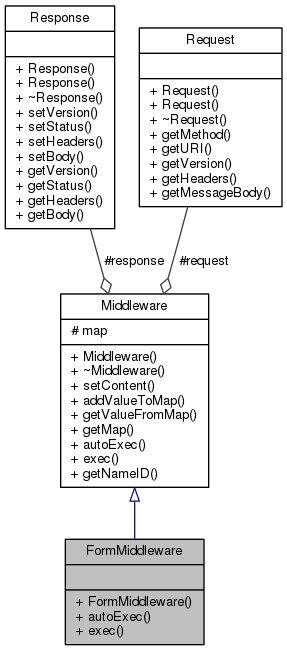 Response
+ Response()
+ Response()
+ ~Response()
+ setVersion()
+ setStatus()
+ setHeaders()
+ setBody()
+ getVersion()
+ getStatus()
+ getHeaders()
+ getBody()
Request
+ Request()
+ Request()
+ ~Request()
+ getMethod()
+ getURI()
+ getVersion()
+ getHeaders()
+ getMessageBody()
#response
#request
Middleware
# map
+ Middleware()
+ ~Middleware()
+ setContent()
+ addValueToMap()
+ getValueFromMap()
+ getMap()
+ autoExec()
+ exec()
+ getNameID()
FormMiddleware
+ FormMiddleware()
+ autoExec()
+ exec()